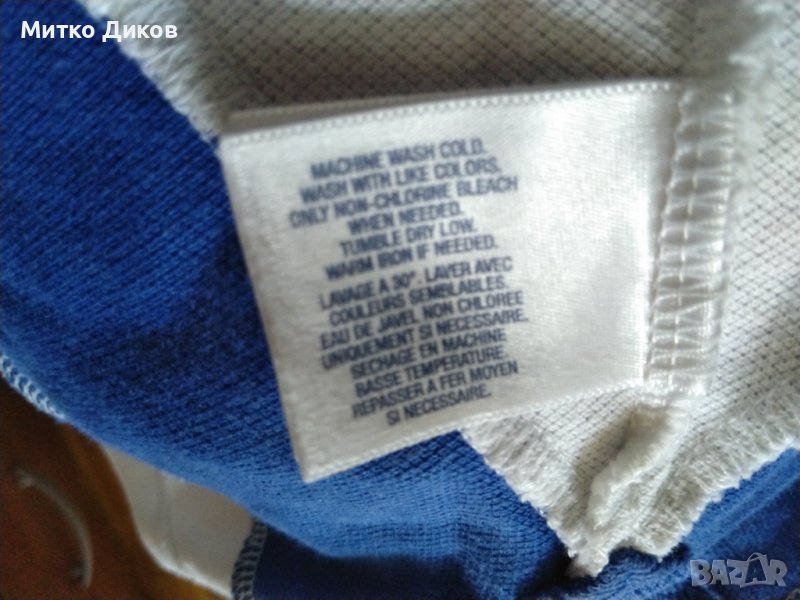 Митко Диков
MACHINE WASH COLD.
WASH WITH LIKE COLORS.
ONLY NON-CHLORINE BLEACH
WHEN NEEDED.
TUMBLE DRY LOW.
WARM IRON IF NEEDED.
LAVAGE A 30°. LAVER AVEC
COULEURS SEMBLABLES.
EAU DE JAVEL NON CHLOREE
UNIQUEMENT SI NECESSAIRE.
SECHAGE EN MACHINE
BASSE TEMPERATURE.
REPASSER A FER MOYEN
SI NECESSAIRE.
BAZAR